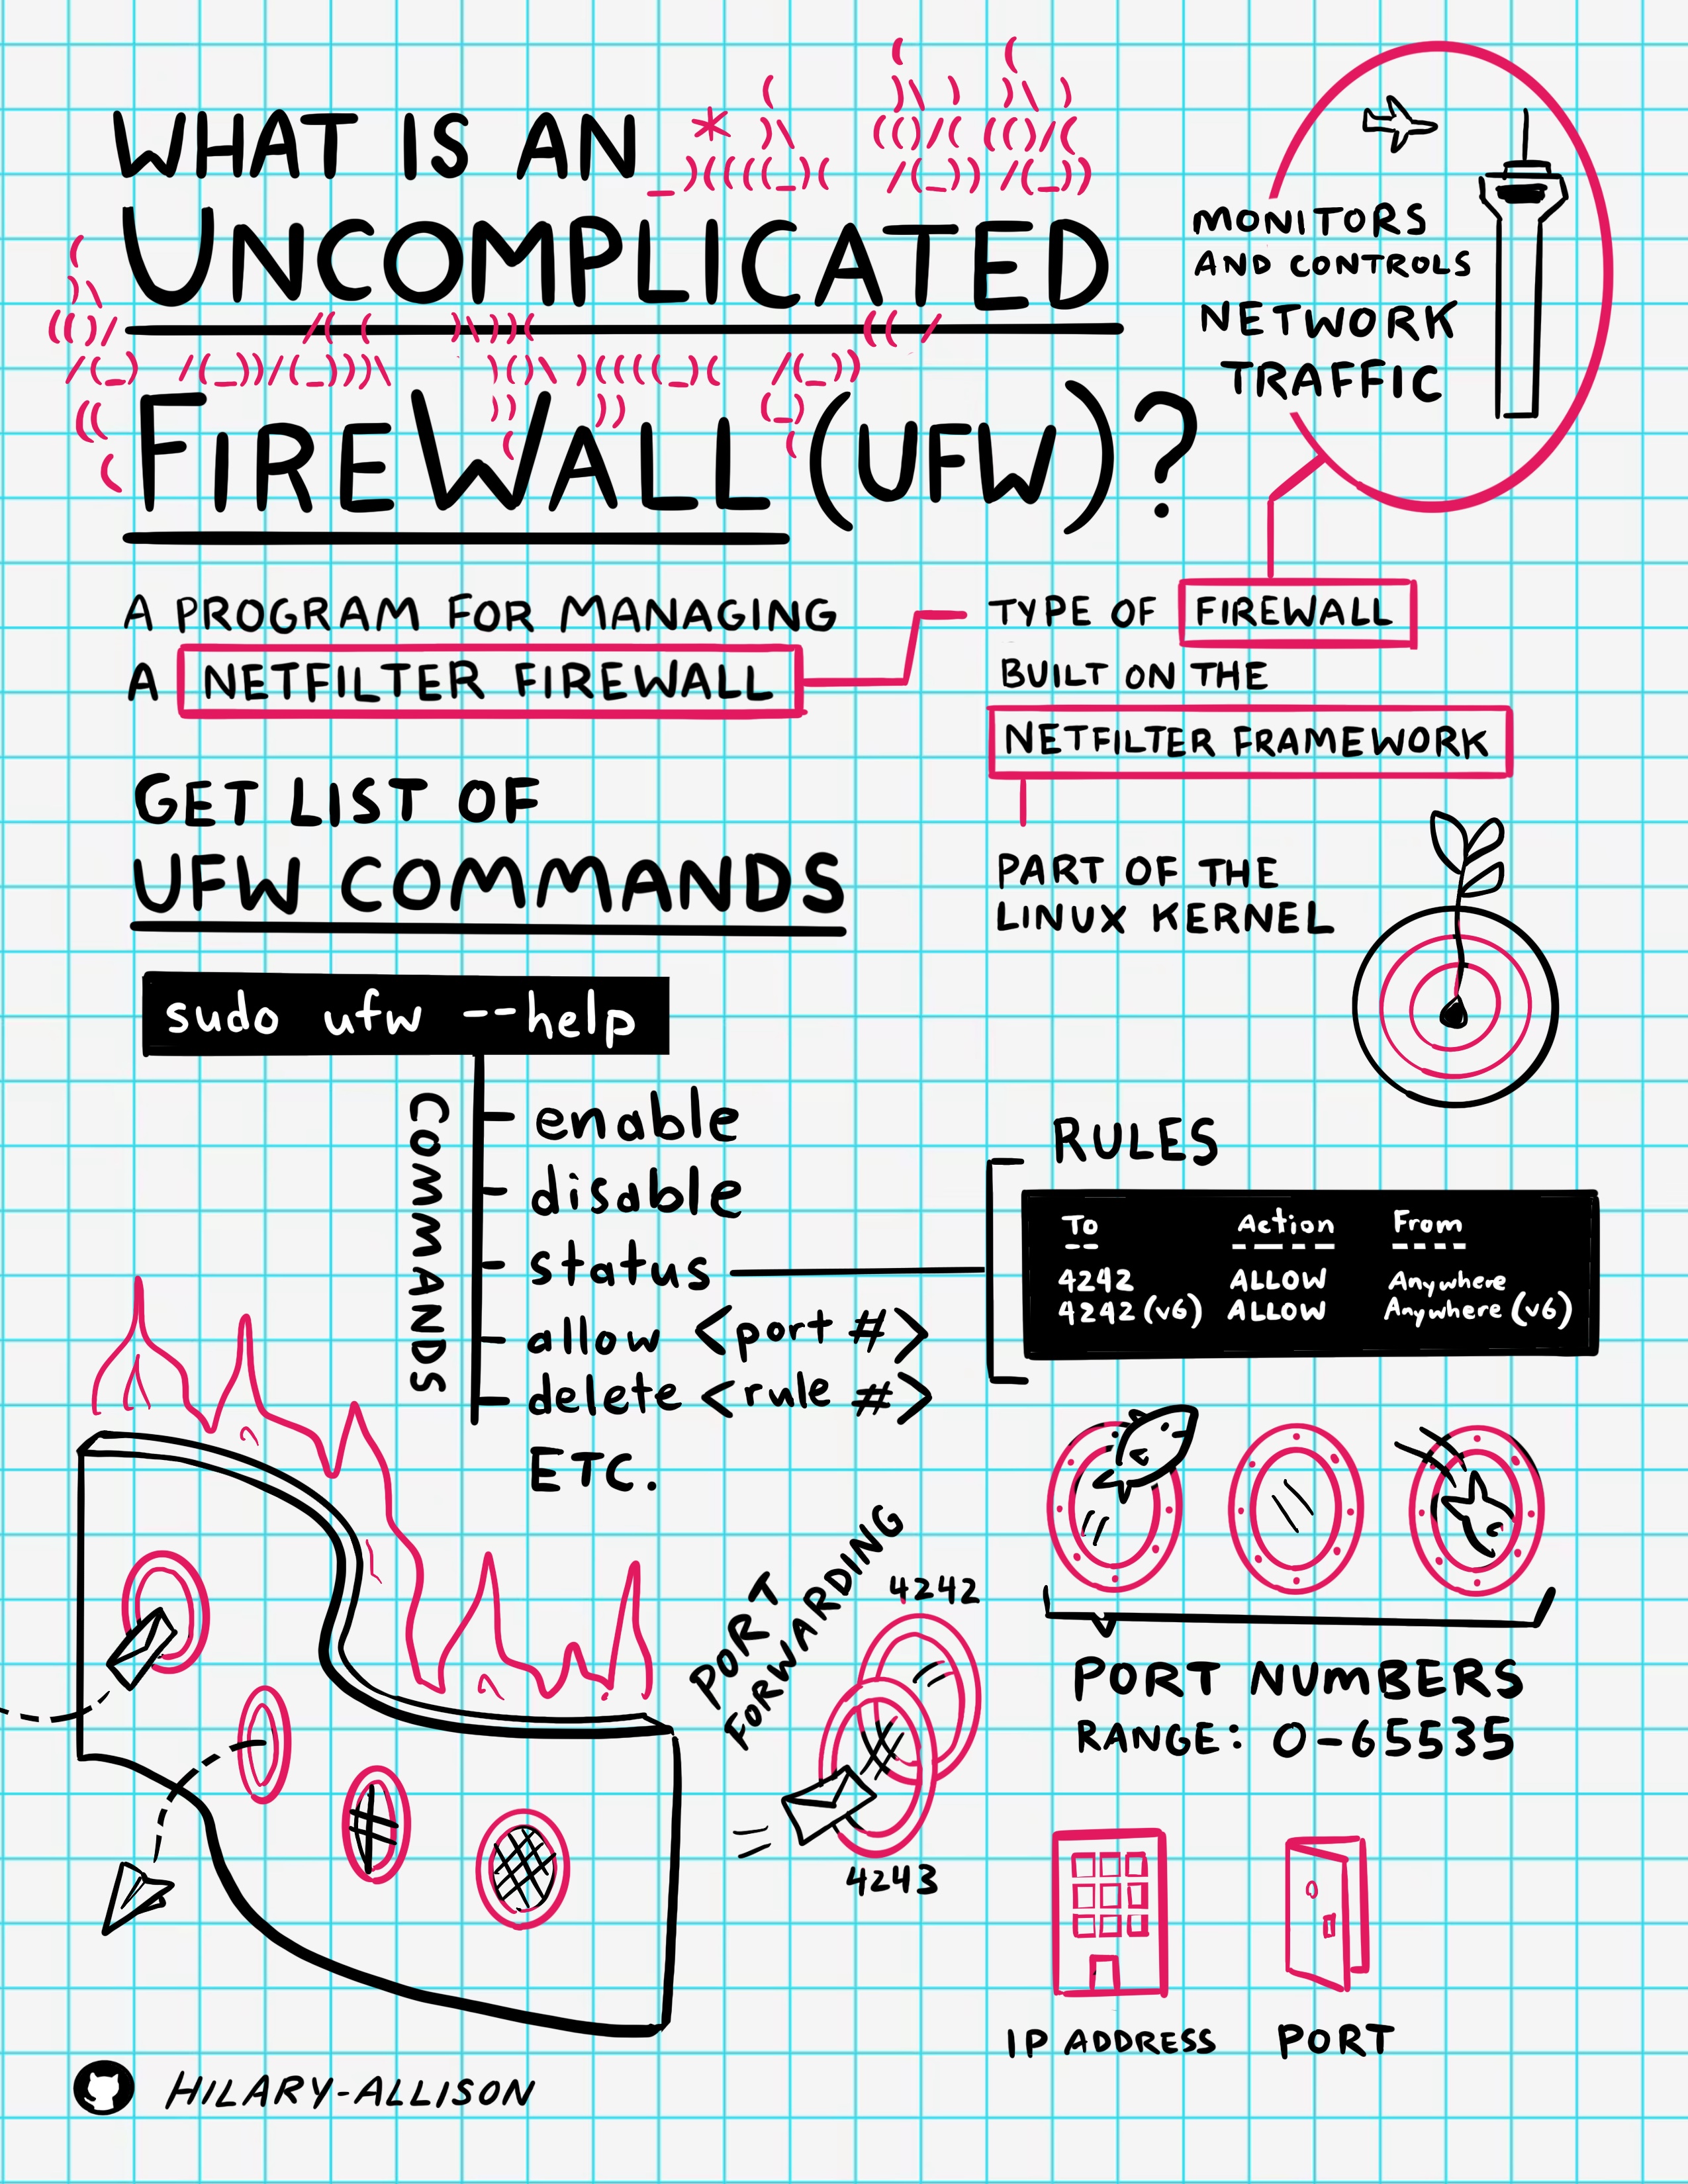 WHAT IS AN
UNCOMPLICATED
FIREWALL (UFW)?
MONITORS
AND CONTROLS
NETWORK
TRAFFIC
A PROGRAM FOR MANAGING
A NETFILTER FIREWALL
TYPE OF FIREWALL
BUILT ON THE
NETFILTER FRAMEWORK
PART OF THE
LINUX KERNEL
GET LIST OF
UFW COMMANDS
sudo ufw --help
COMMANDS
enable
disable
status
allow <port #>
delete <rule #>
ETC.
RULES
To Action From
-- ------ ----
4242 ALLOW Anywhere
4242 (v6) ALLOW Anywhere (v6)
PORT
FORWARDING
4242
4243
PORT NUMBERS
RANGE: 0-65535
IP ADDRESS
PORT
HILARY-ALLISON